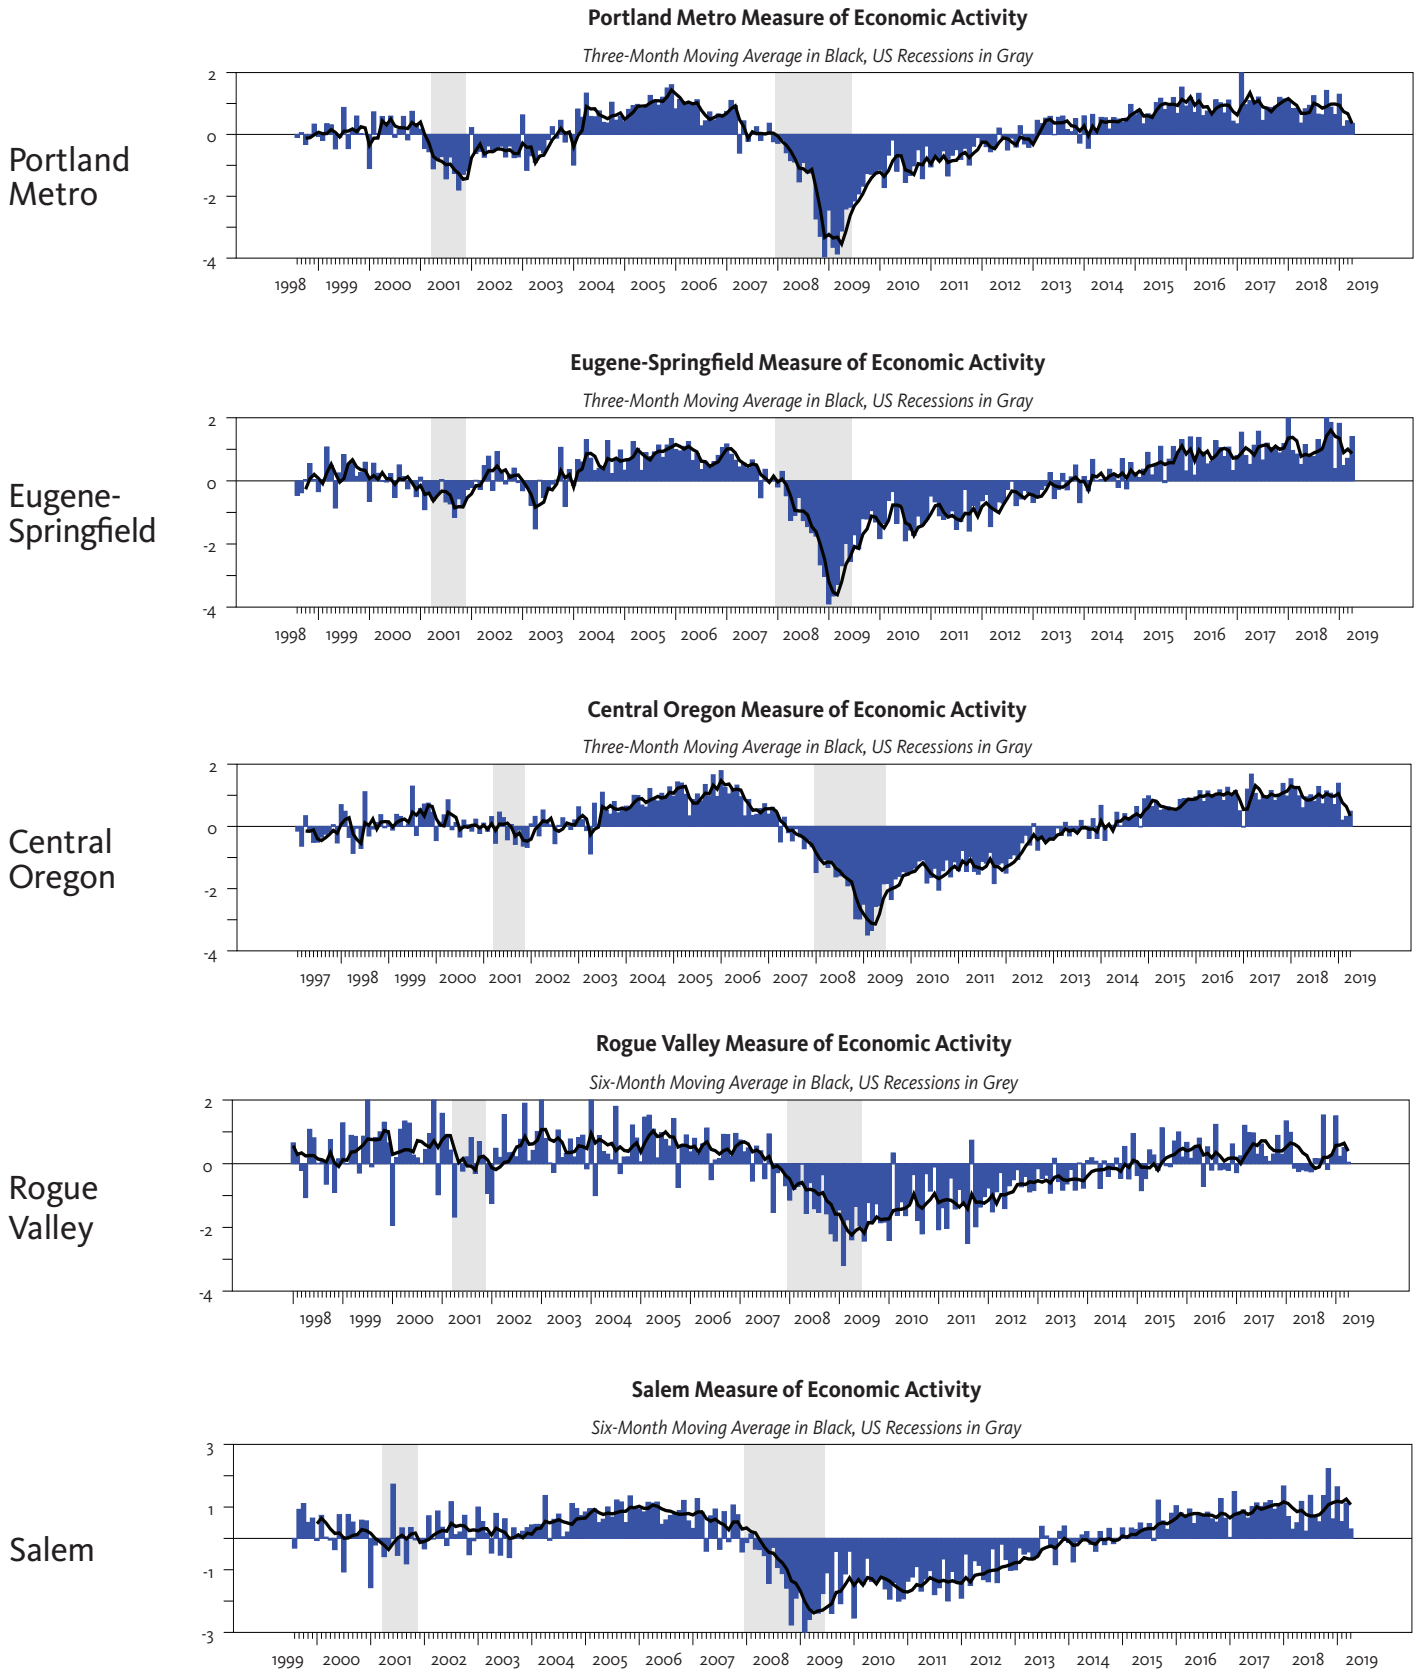 Portland Metro Measure of Economic Activity
Three-Month Moving Average in Black, US Recessions in Gray
Portland
Metro
2
0
-2
-4
1998 1999 2000 2001 2002 2003 2004 2005 2006 2007 2008 2009 2010 2011 2012 2013 2014 2015 2016 2017 2018 2019
Eugene-Springfield Measure of Economic Activity
Three-Month Moving Average in Black, US Recessions in Gray
Eugene-
Springfield
2
0
-2
-4
1998 1999 2000 2001 2002 2003 2004 2005 2006 2007 2008 2009 2010 2011 2012 2013 2014 2015 2016 2017 2018 2019
Central Oregon Measure of Economic Activity
Three-Month Moving Average in Black, US Recessions in Gray
Central
Oregon
2
0
-2
-4
1997 1998 1999 2000 2001 2002 2003 2004 2005 2006 2007 2008 2009 2010 2011 2012 2013 2014 2015 2016 2017 2018 2019
Rogue Valley Measure of Economic Activity
Six-Month Moving Average in Black, US Recessions in Grey
Rogue
Valley
2
0
-2
-4
1998 1999 2000 2001 2002 2003 2004 2005 2006 2007 2008 2009 2010 2011 2012 2013 2014 2015 2016 2017 2018 2019
Salem Measure of Economic Activity
Six-Month Moving Average in Black, US Recessions in Gray
Salem
3
1
-1
-3
1999 2000 2001 2002 2003 2004 2005 2006 2007 2008 2009 2010 2011 2012 2013 2014 2015 2016 2017 2018 2019